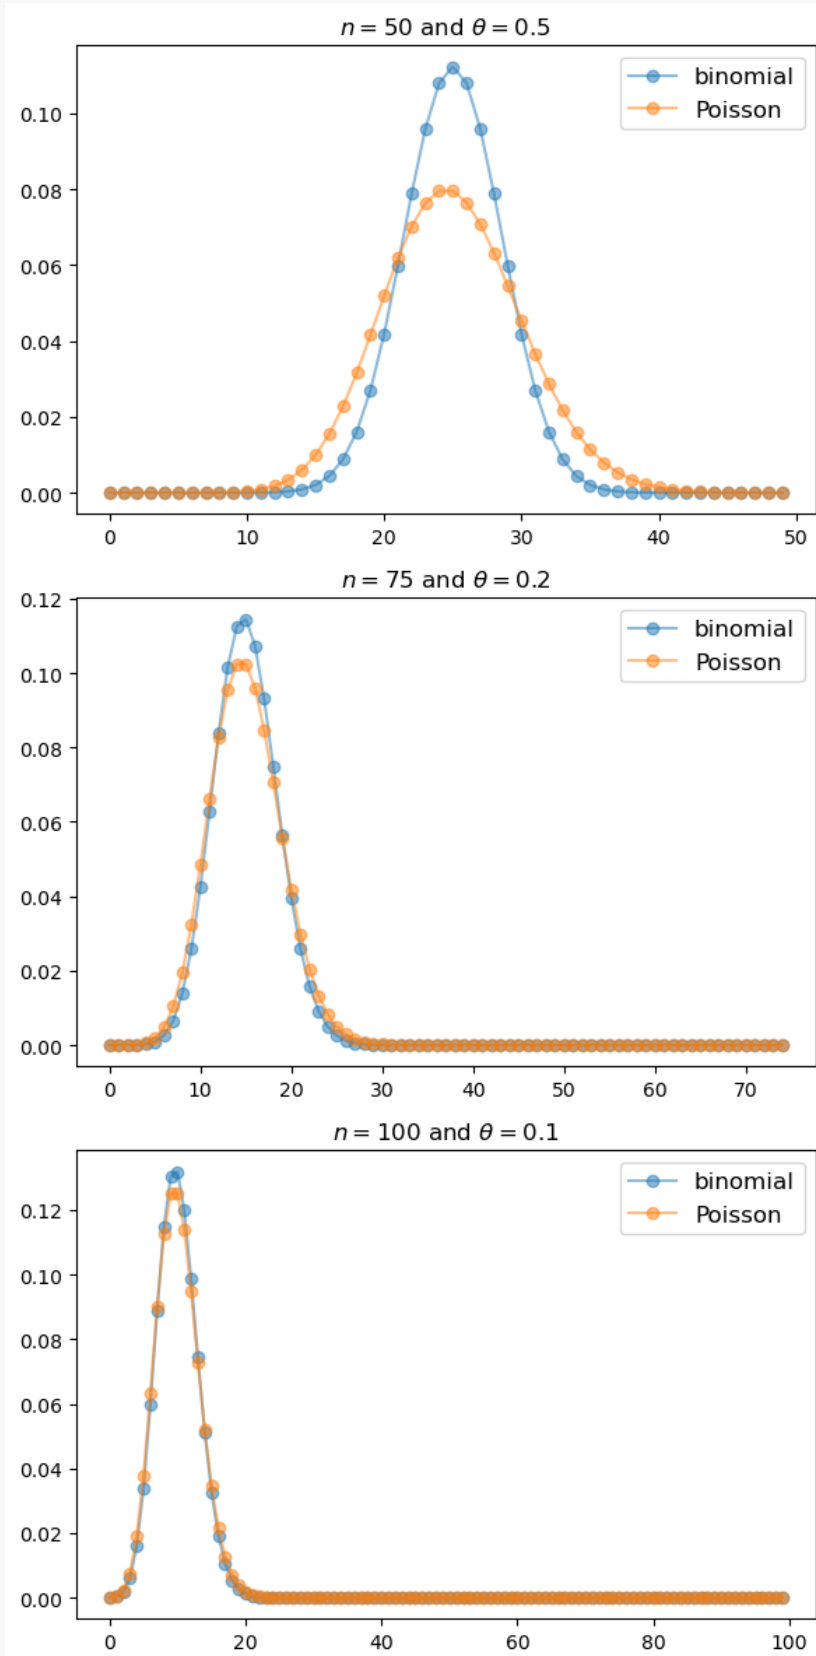 n = 50 and θ = 0.5
binomial
Poisson
0.10
0.08
0.06
0.04
0.02
0.00
0 10 20 30 40 50
n = 75 and θ = 0.2
binomial
Poisson
0.12
0.10
0.08
0.06
0.04
0.02
0.00
0 10 20 30 40 50 60 70
n = 100 and θ = 0.1
binomial
Poisson
0.12
0.10
0.08
0.06
0.04
0.02
0.00
0 20 40 60 80 100